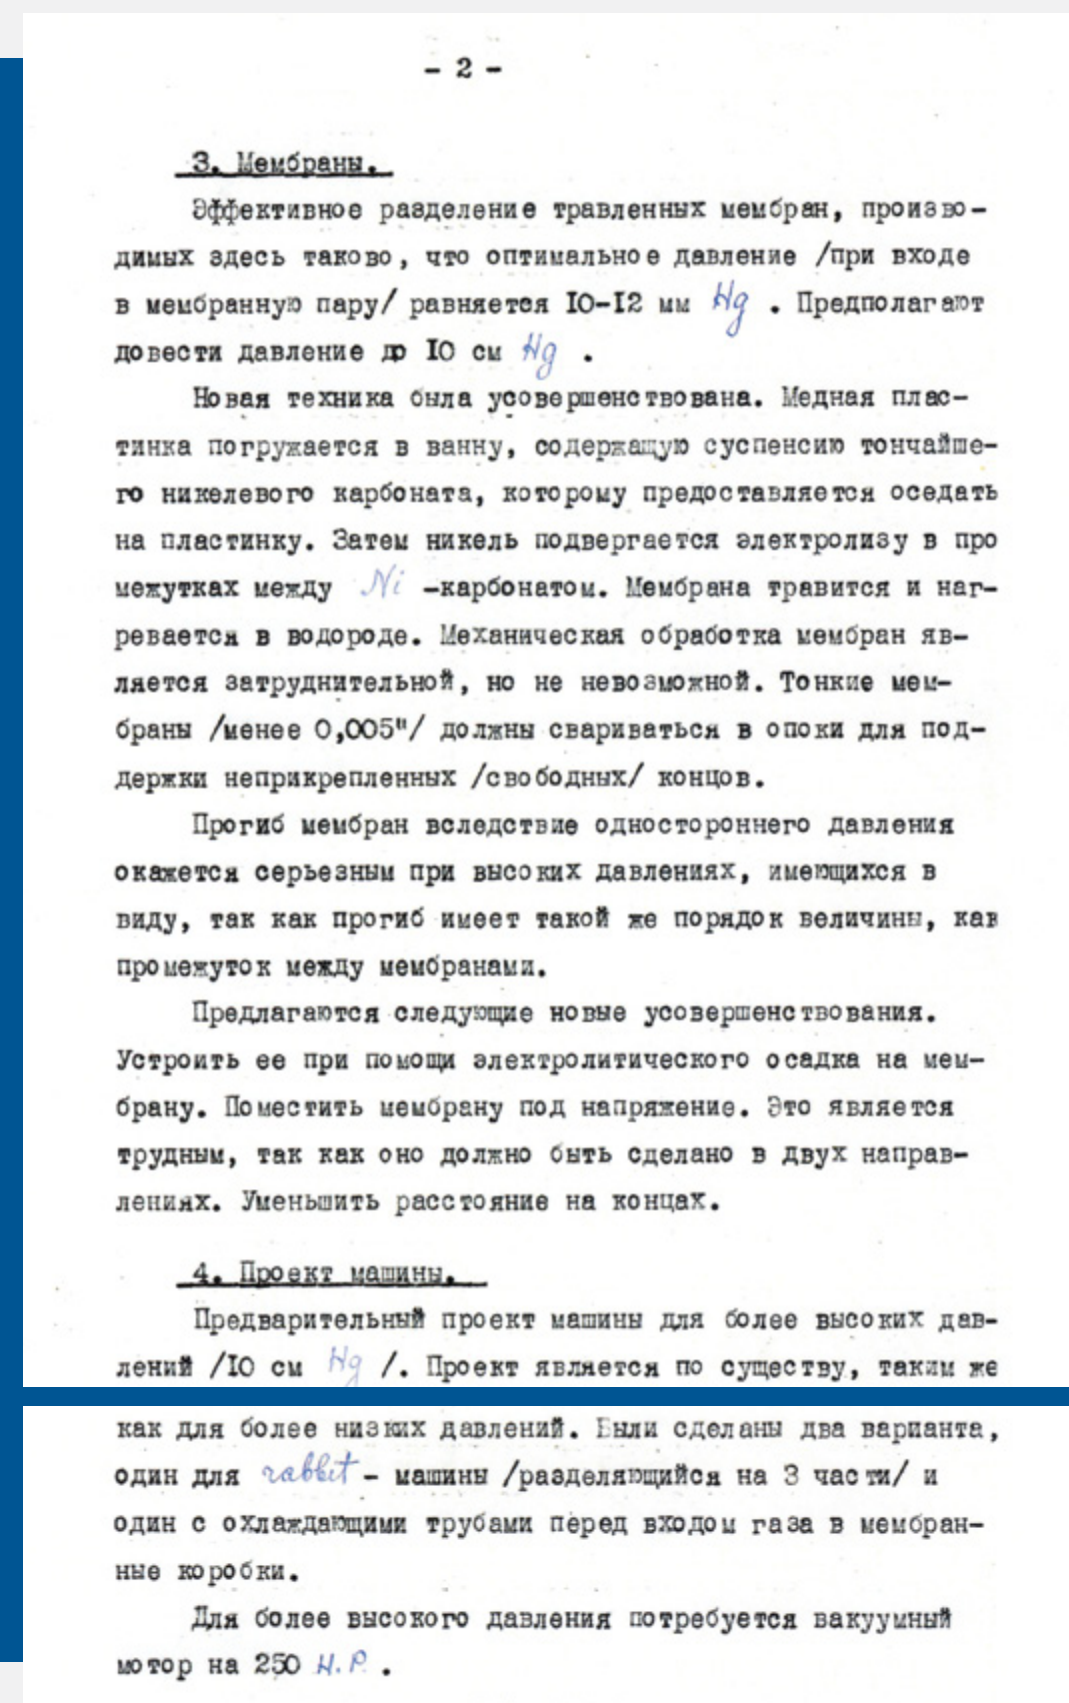 - 2 -
3. Мембраны.
Эффективное разделение травленных мембран, произво-
димых здесь таково, что оптимальное давление /при входе
в мембранную пару/ равняется 10-12 мм Hg . Предполагают
довести давление до 10 см Hg .
Новая техника была усовершенствована. Медная плас-
тинка погружается в ванну, содержащую суспенсию тончайше-
го никелевого карбоната, которому предоставляется оседать
на пластинку. Затем никель подвергается электролизу в про
межутках между Ni -карбонатом. Мембрана травится и наг-
ревается в водороде. Механическая обработка мембран яв-
ляется затруднительной, но не невозможной. Тонкие мем-
браны /менее 0,005"/ должны свариваться в опоки для под-
держки неприкрепленных /свободных/ концов.
Прогиб мембран вследствие одностороннего давления
окажется серьезным при высоких давлениях, имеющихся в
виду, так как прогиб имеет такой же порядок величины, как
промежуток между мембранами.
Предлагаются следующие новые усовершенствования.
Устроить ее при помощи электролитического осадка на мем-
брану. Поместить мембрану под напряжение. Это является
трудным, так как оно должно быть сделано в двух направ-
лениях. Уменьшить расстояние на концах.
4. Проект машины.
Предварительный проект машины для более высоких дав-
лений /10 см Hg /. Проект является по существу, таким же
как для более низких давлений. Были сделаны два варианта,
один для rabbit - машины /разделяющийся на 3 части/ и
один с охлаждающими трубами перед входом газа в мембран-
ные коробки.
Для более высокого давления потребуется вакуумный
мотор на 250 H.P. .